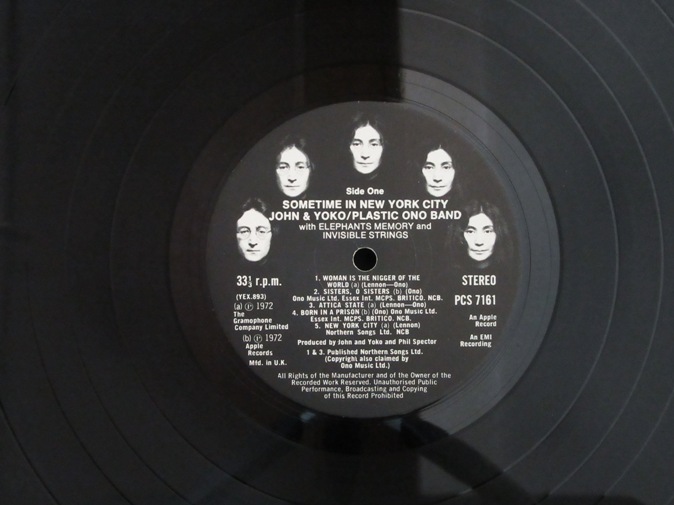 Side One
SOMETIME IN NEW YORK CITY
JOHN & YOKO/PLASTIC ONO BAND
with ELEPHANTS MEMORY and
INVISIBLE STRINGS
33⅓ r.p.m.
(YEX.893)
(a) ℗ 1972
The
Gramophone
Company Limited
(b) ℗ 1972
Apple
Records
Mfd. in U.K.
1. WOMAN IS THE NIGGER OF THE
WORLD (a) (Lennon—Ono)
2. SISTERS, O SISTERS (b) (Ono)
Ono Music Ltd. Essex Int. MCPS. BRITICO. NCB.
3. ATTICA STATE (a) (Lennon—Ono)
4. BORN IN A PRISON (b) (Ono) Ono Music Ltd.
Essex Int. MCPS. BRITICO. NCB.
5. NEW YORK CITY (a) (Lennon)
Northern Songs Ltd. NCB
Produced by John and Yoko and Phil Spector
1 & 3. Published Northern Songs Ltd.
(Copyright also claimed by
Ono Music Ltd.)
STEREO
PCS 7161
An Apple
Record
An EMI
Recording
All Rights of the Manufacturer and of the Owner of the
Recorded Work Reserved. Unauthorised Public
Performance, Broadcasting and Copying
of this Record Prohibited